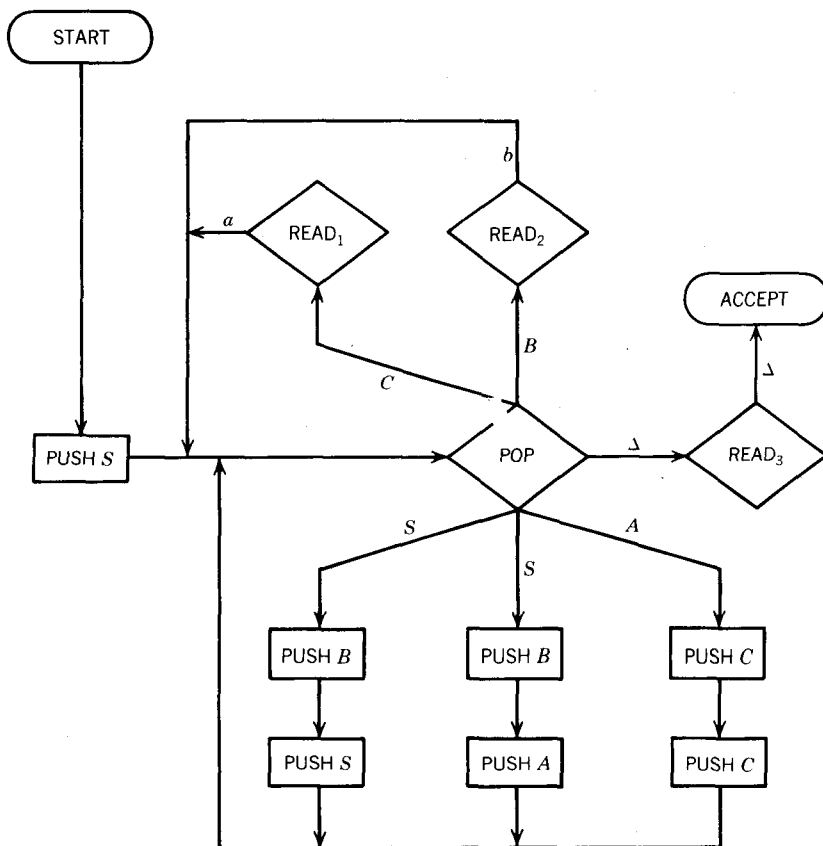 START
b
a
READ₁
READ₂
ACCEPT
B
C
Δ
PUSH S
POP
Δ
READ₃
S
S
A
PUSH B
PUSH B
PUSH C
PUSH S
PUSH A
PUSH C